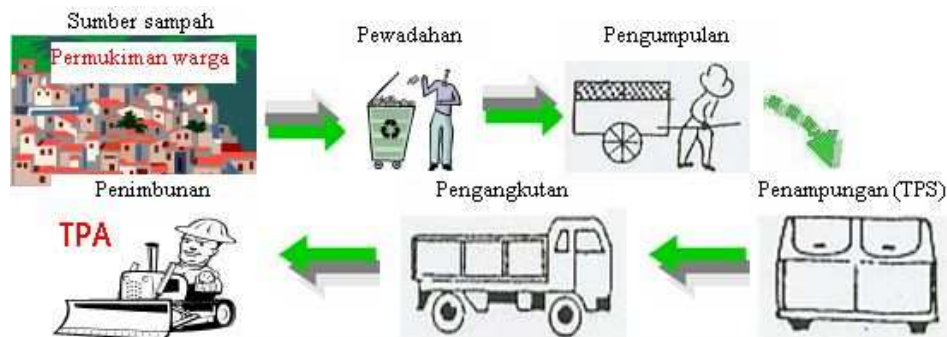 Sumber sampah
Permukiman warga
Pewadahan
Pengumpulan
Penampungan (TPS)
Pengangkutan
Penimbunan
TPA